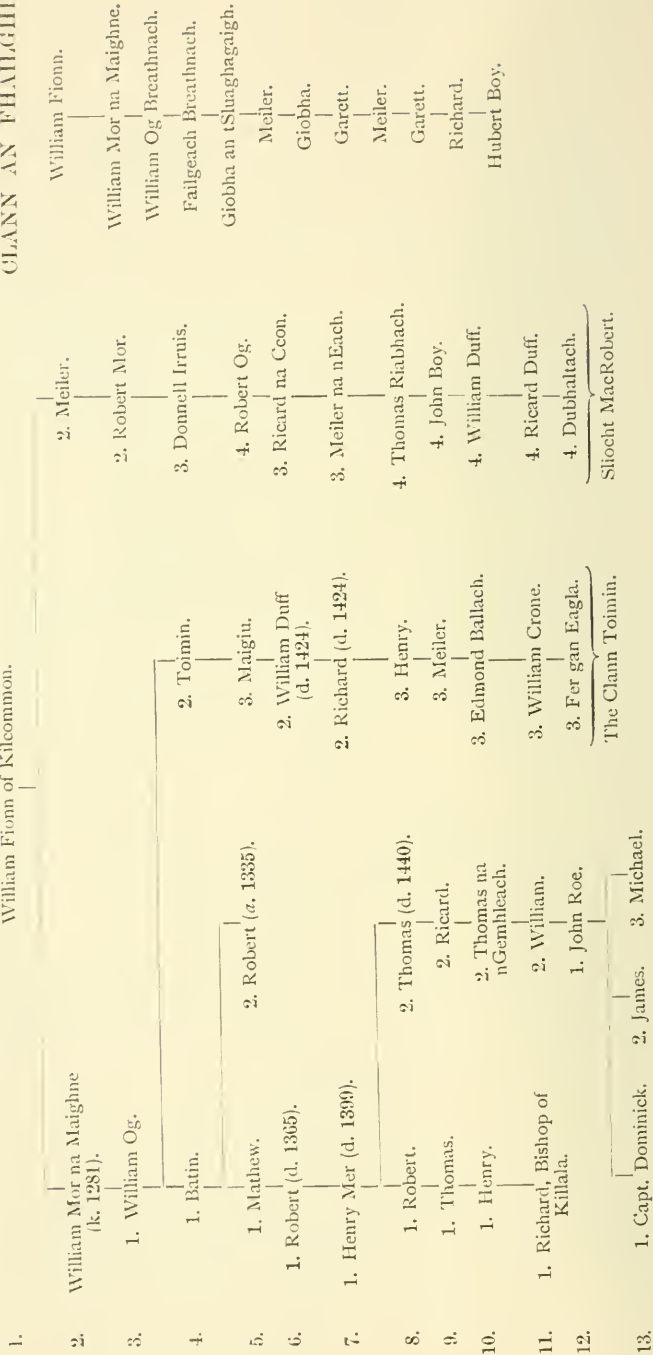 1. William Fionn of Kilcommon.
2. William Mor na Maighne (k. 1281). 2. Meiler.
3. 1. William Og. 2. Robert Mor.
4. 1. Batin. 2. Toimin. 3. Donnell Irruis.
5. 1. Mathew. 2. Robert (a. 1335). 3. Maigiu. 4. Robert Og.
6. 1. Robert (d. 1365). 2. William Duff (d. 1424). 3. Ricard na Ccon.
7. 1. Henry Mer (d. 1399). 2. Richard (d. 1424). 3. Meiler na nEach.
8. 1. Robert. 2. Thomas (d. 1440). 3. Henry. 4. Thomas Riabhach.
9. 1. Thomas. 2. Ricard. 3. Meiler. 4. John Boy.
10. 1. Henry. 2. Thomas na nGemhleach. 3. Edmond Ballach. 4. William Duff.
11. 1. Richard, Bishop of Killala. 2. William. 3. William Crone. 4. Ricard Duff.
12. 1. John Roe. 3. Fer gan Eagla. 4. Dubhaltach.
The Clann Toimin. Sliocht MacRobert.
13. 1. Capt. Dominick. 2. James. 3. Michael.
CLANN AN
William Fionn.
William Mor na Maighne.
William Og Breathnach.
Failgeach Breathnach.
Giobha an tSluaghagaigh.
Meiler.
Giobha.
Garett.
Meiler.
Garett.
Richard.
Hubert Boy.